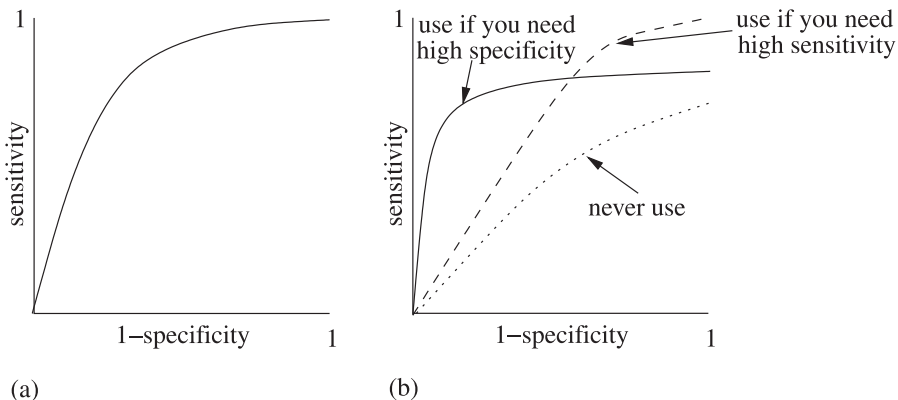 1
sensitivity
1–specificity
1
(a)
1
use if you need
high specificity
use if you need
high sensitivity
sensitivity
never use
1–specificity
1
(b)